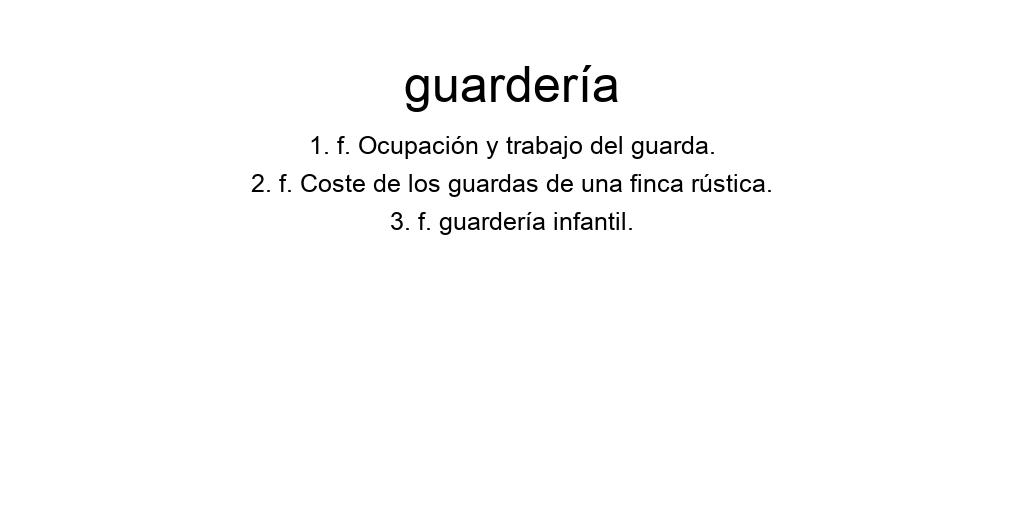 guardería
1. f. Ocupación y trabajo del guarda.
2. f. Coste de los guardas de una finca rústica.
3. f. guardería infantil.